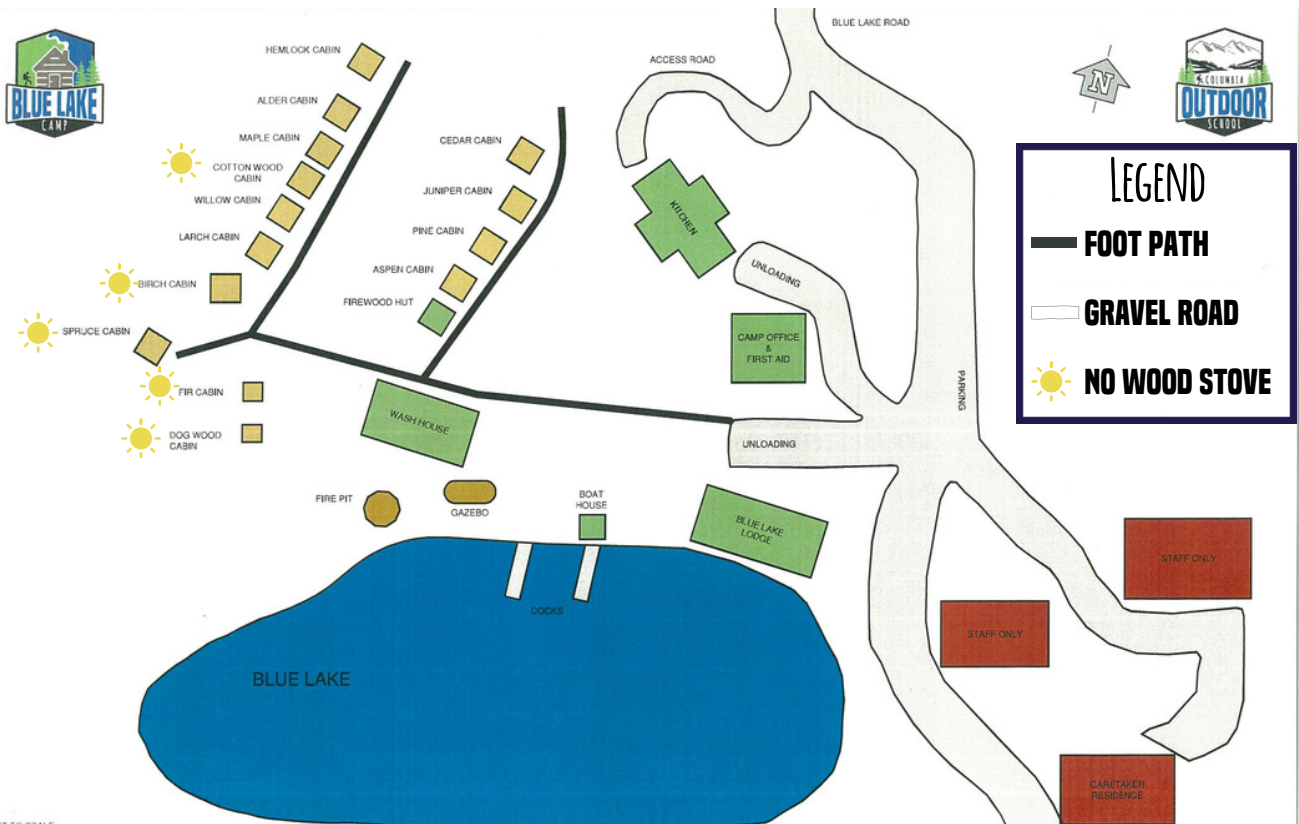 BLUE LAKE
CAMP
HEMLOCK CABIN
ALDER CABIN
MAPLE CABIN
COTTON WOOD
CABIN
WILLOW CABIN
LARCH CABIN
BIRCH CABIN
SPRUCE CABIN
FIR CABIN
DOG WOOD
CABIN
CEDAR CABIN
JUNIPER CABIN
PINE CABIN
ASPEN CABIN
FIREWOOD HUT
WASH HOUSE
FIRE PIT
GAZEBO
BOAT
HOUSE
DOCKS
BLUE LAKE
BLUE LAKE ROAD
ACCESS ROAD
KITCHEN
UNLOADING
CAMP OFFICE
&
FIRST AID
UNLOADING
PARKING
BLUE LAKE
LODGE
STAFF ONLY
STAFF ONLY
CARETAKER
RESIDENCE
N
COLUMBIA
OUTDOOR
SCHOOL
LEGEND
FOOT PATH
GRAVEL ROAD
NO WOOD STOVE